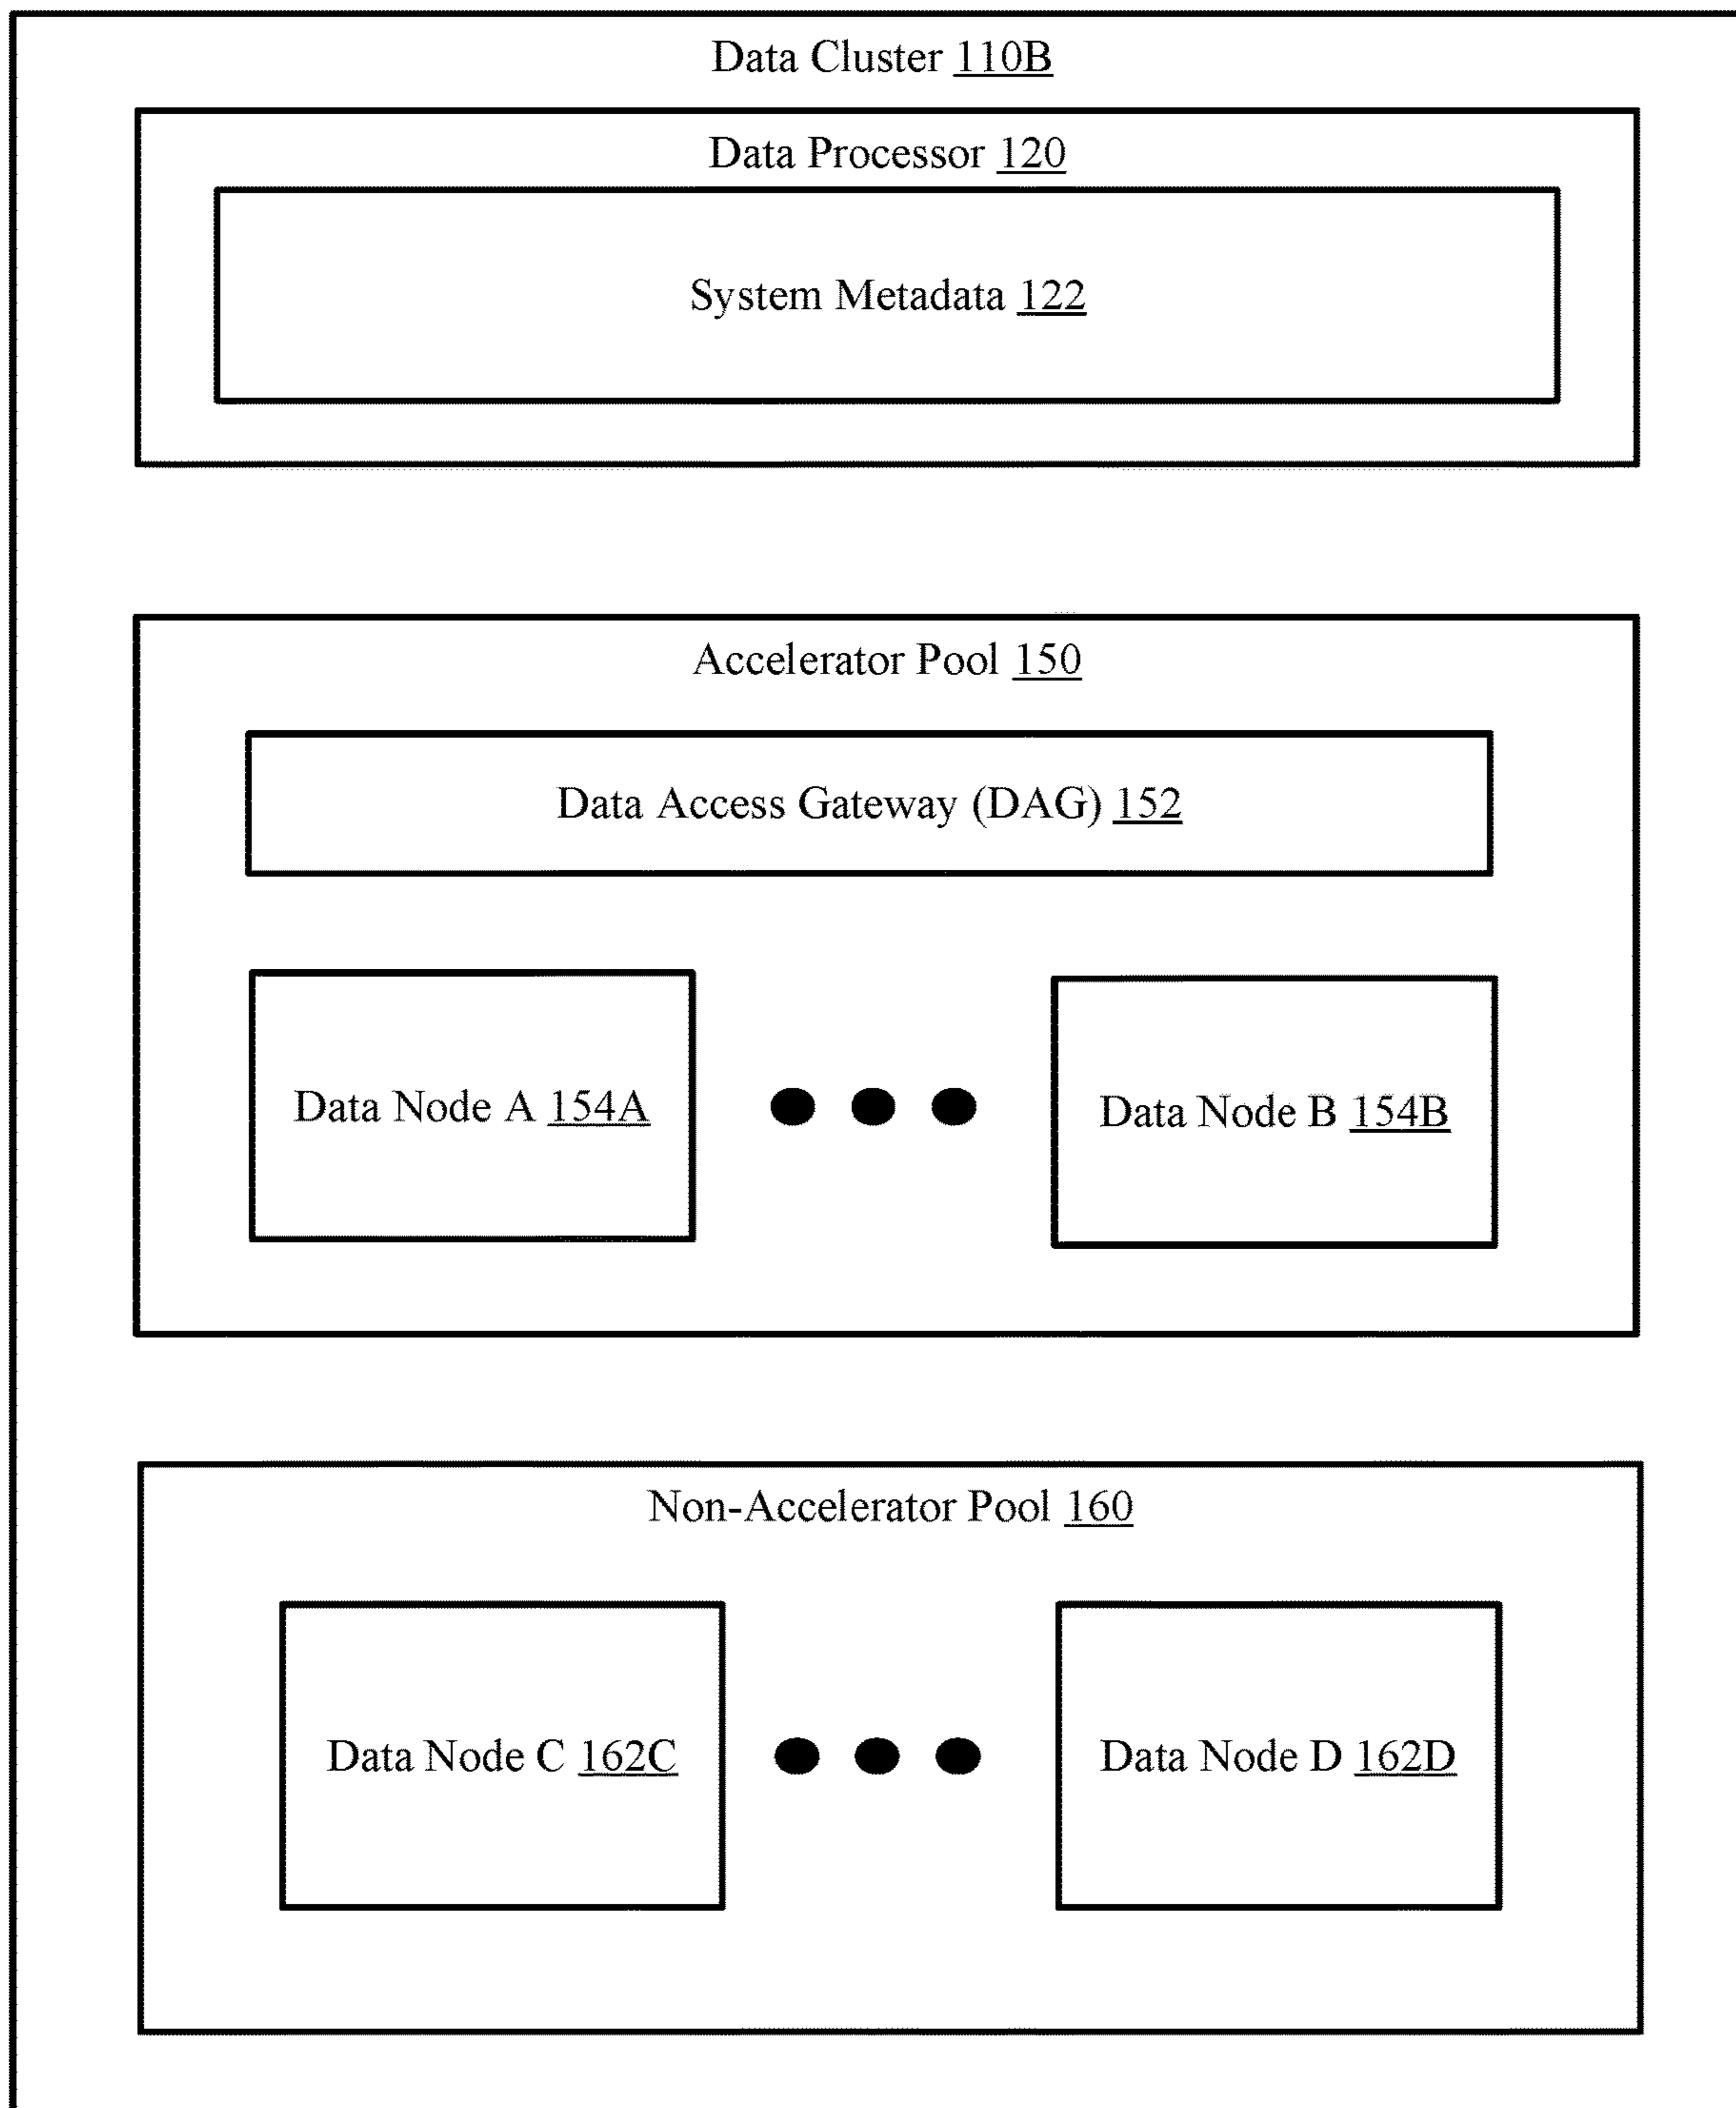 Data Cluster 110B
Data Processor 120
System Metadata 122
Accelerator Pool 150
Data Access Gateway (DAG) 152
Data Node A 154A
Data Node B 154B
Non-Accelerator Pool 160
Data Node C 162C
Data Node D 162D